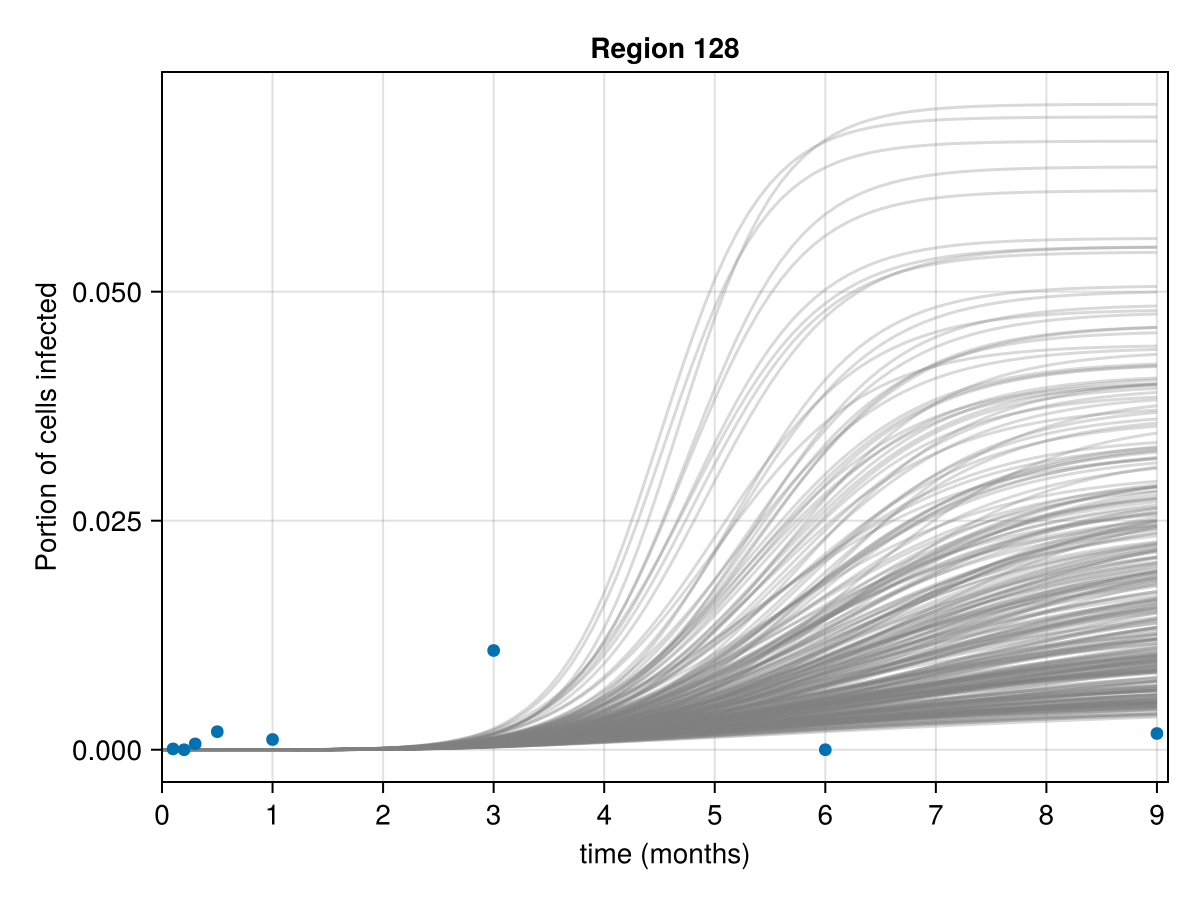 Region 128
Portion of cells infected
0.050
0.025
0.000
0 1 2 3 4 5 6 7 8 9
time (months)